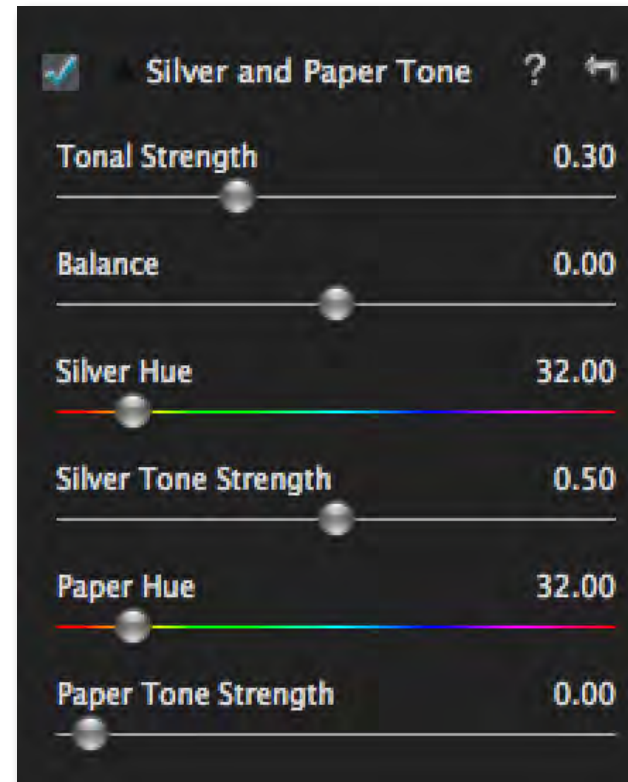 Silver and Paper Tone ?
Tonal Strength 0.30
Balance 0.00
Silver Hue 32.00
Silver Tone Strength 0.50
Paper Hue 32.00
Paper Tone Strength 0.00